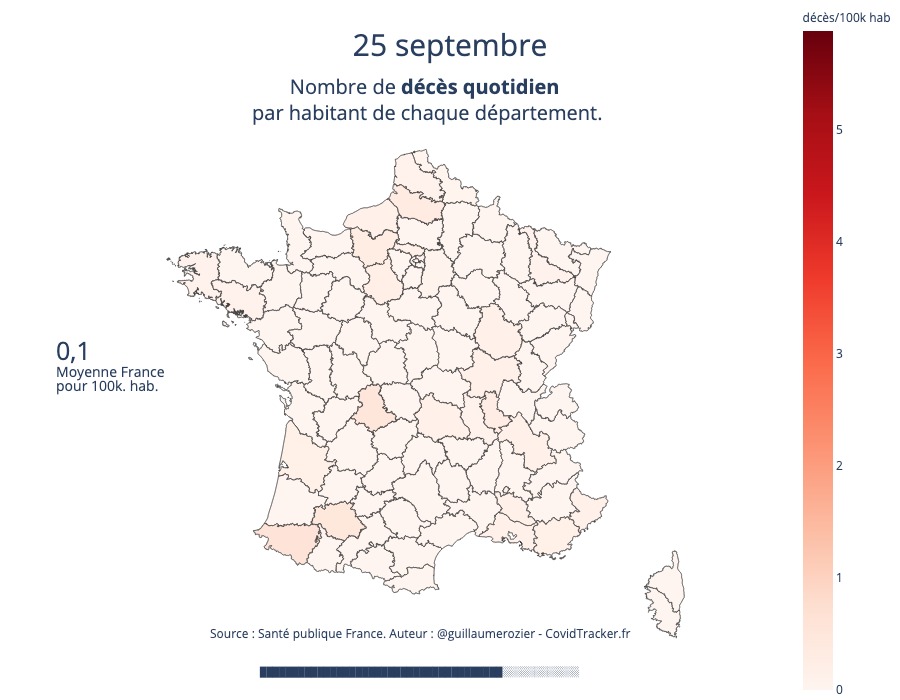 décès/100k hab
25 septembre
Nombre de décès quotidien
par habitant de chaque département.
5
4
0,1
Moyenne France
pour 100k. hab.
3
2
1
Source : Santé publique France. Auteur : @guillaumerozier - CovidTracker.fr
0